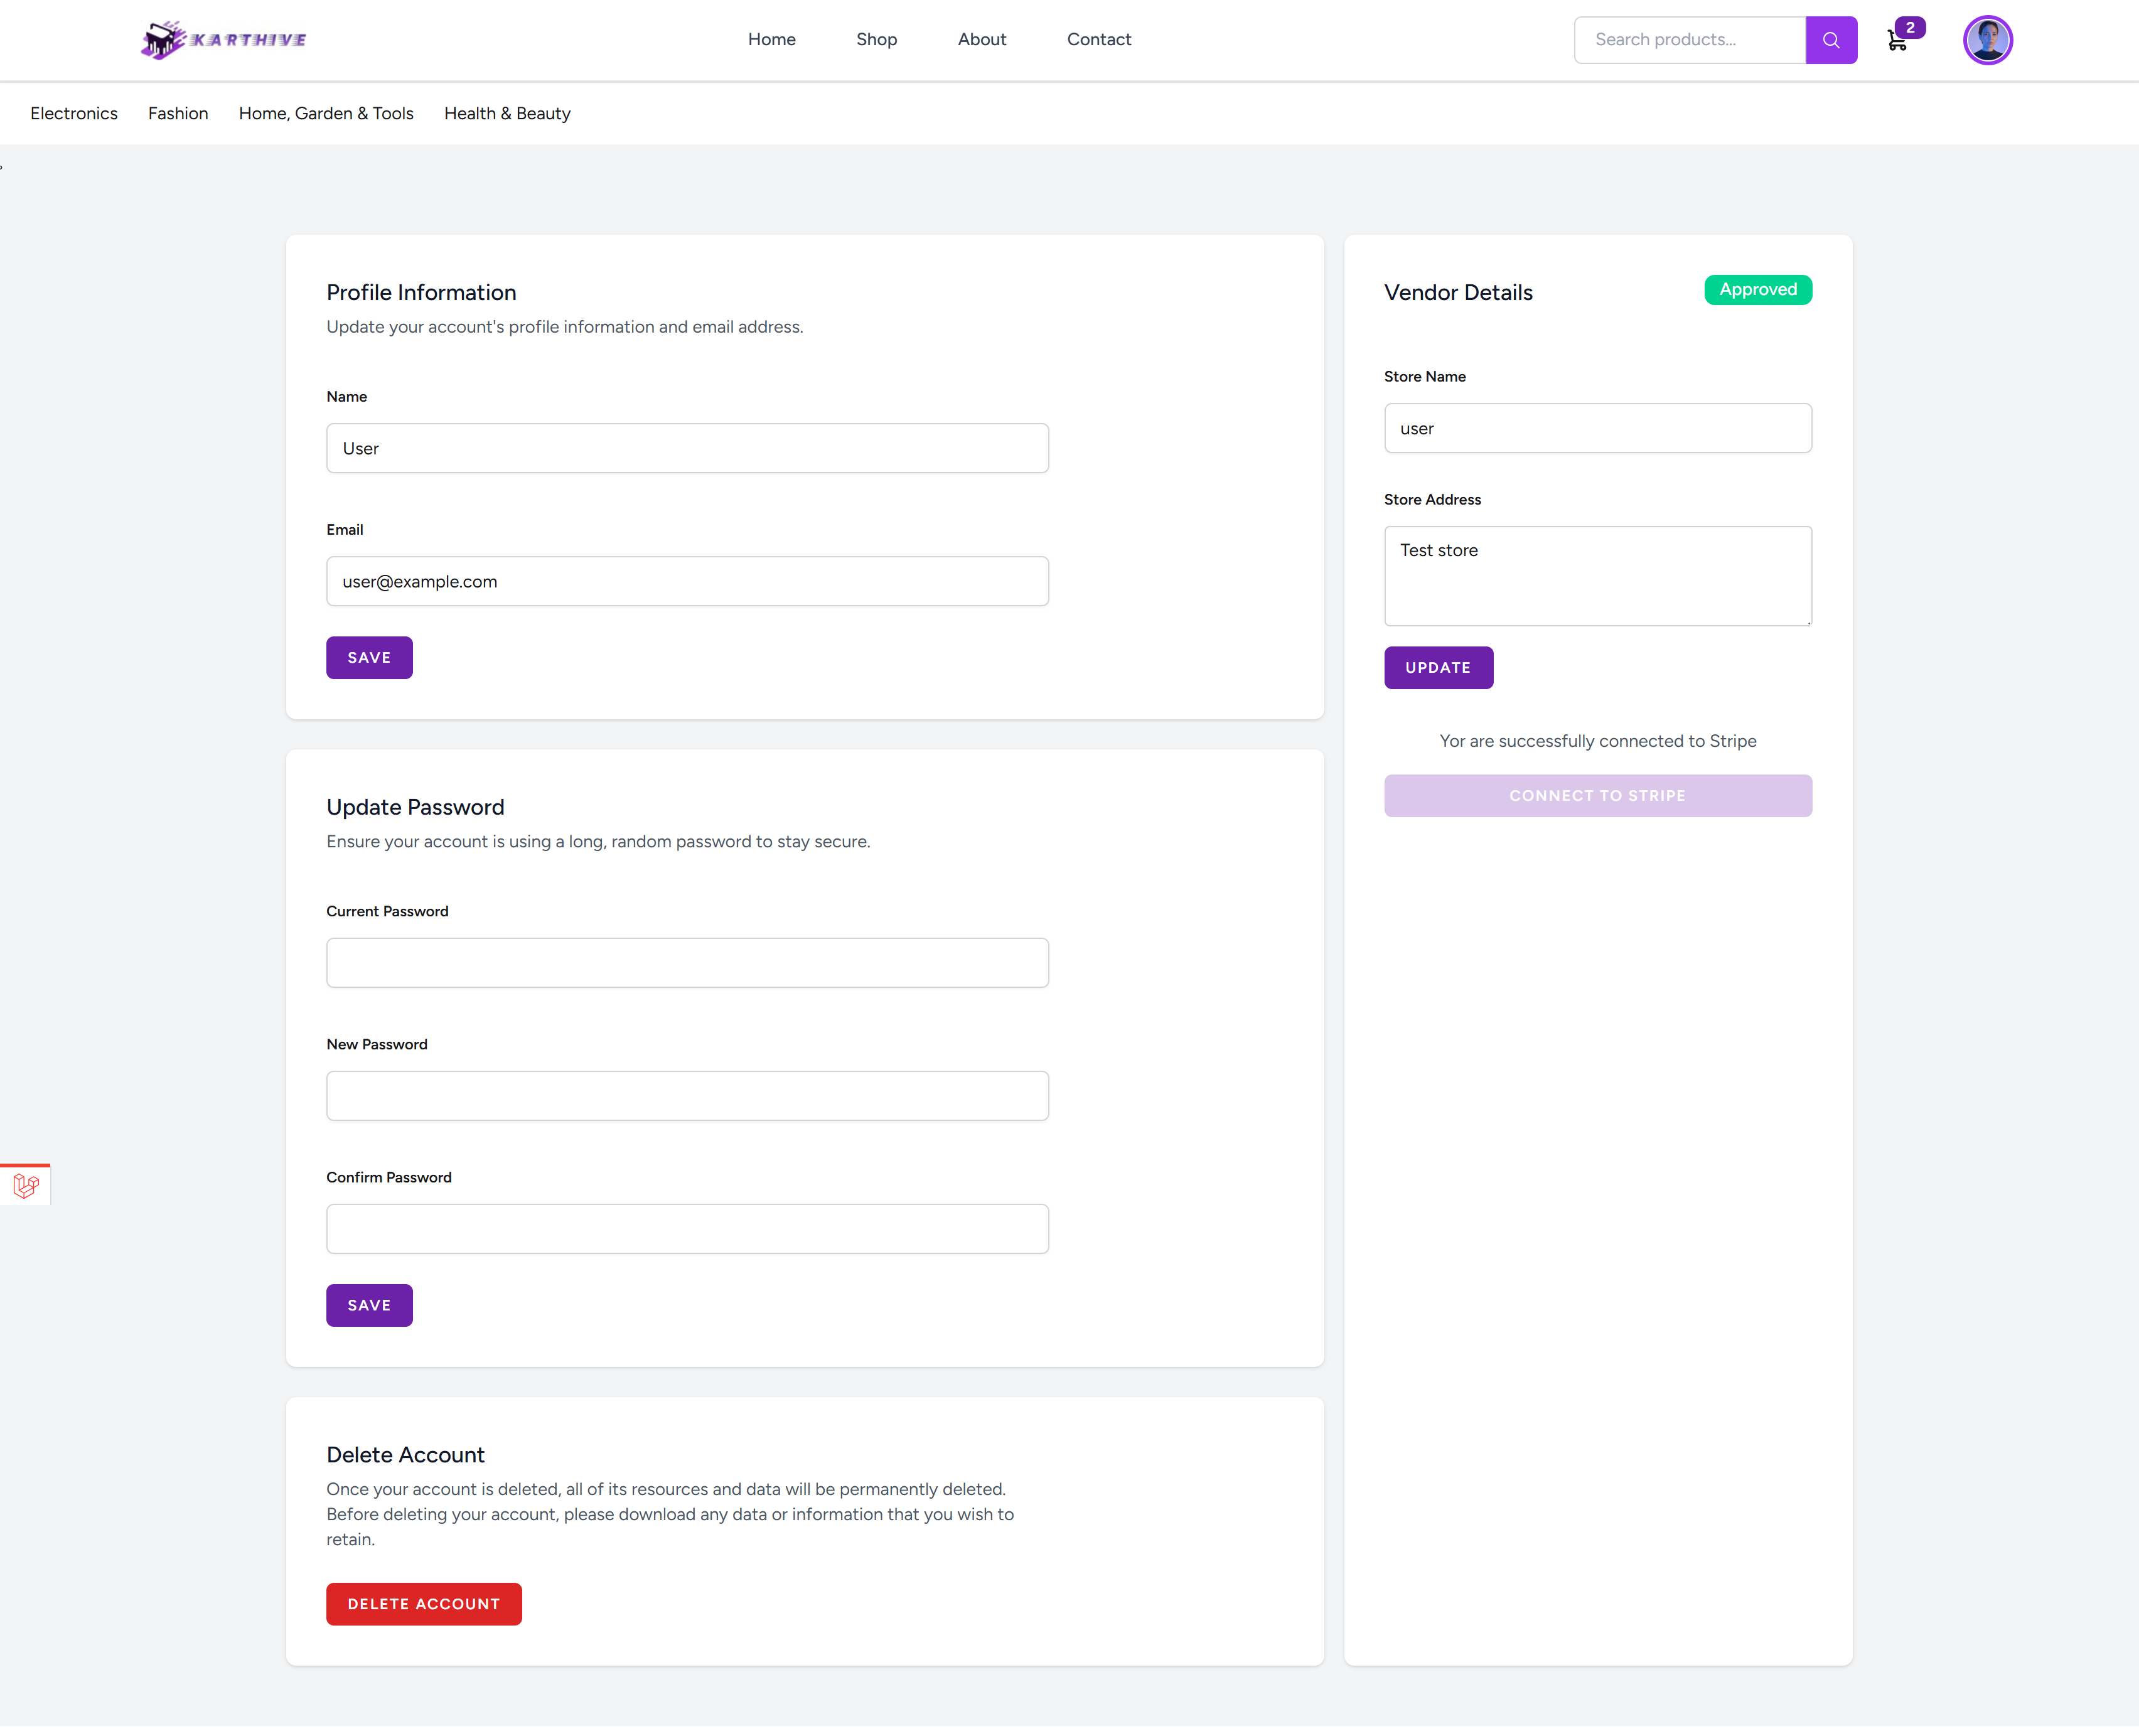 KARTHIVE
Home
Shop
About
Contact
Search products...
2
Electronics
Fashion
Home, Garden & Tools
Health & Beauty
Profile Information
Update your account's profile information and email address.
Name
User
Email
user@example.com
SAVE
Update Password
Ensure your account is using a long, random password to stay secure.
Current Password
New Password
Confirm Password
SAVE
Delete Account
Once your account is deleted, all of its resources and data will be permanently deleted.
Before deleting your account, please download any data or information that you wish to
retain.
DELETE ACCOUNT
Vendor Details
Approved
Store Name
user
Store Address
Test store
UPDATE
Yor are successfully connected to Stripe
CONNECT TO STRIPE